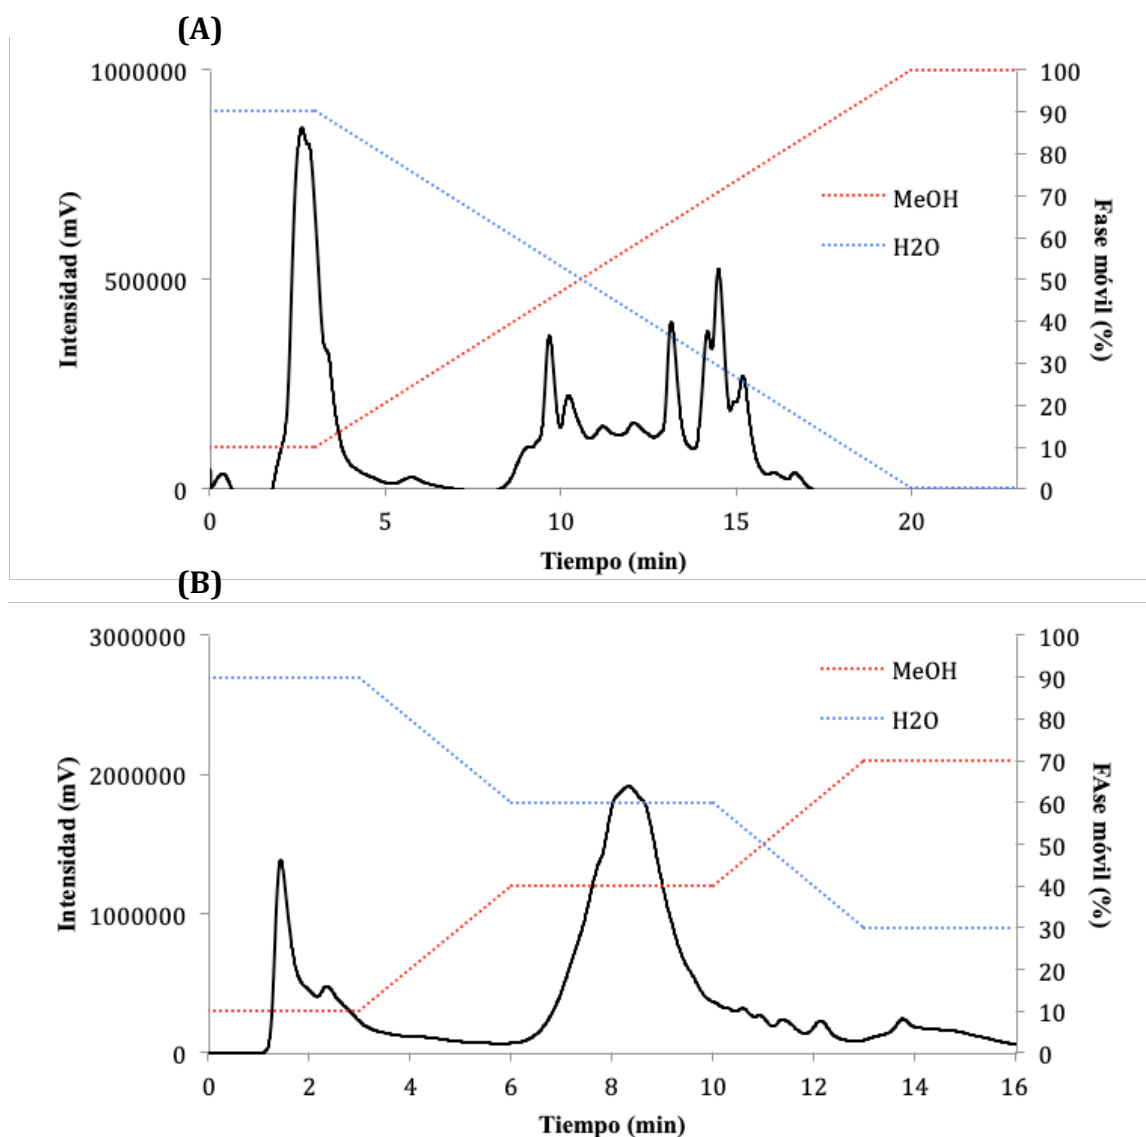 (A)
1000000
500000
0
Intensidad (mV)
0 5 10 15 20
Tiempo (min)
100
90
80
70
60
50
40
30
20
10
0
Fase móvil (%)
MeOH
H2O
(B)
3000000
2000000
1000000
0
Intensidad (mV)
0 2 4 6 8 10 12 14 16
Tiempo (min)
100
90
80
70
60
50
40
30
20
10
0
FAse móvil (%)
MeOH
H2O